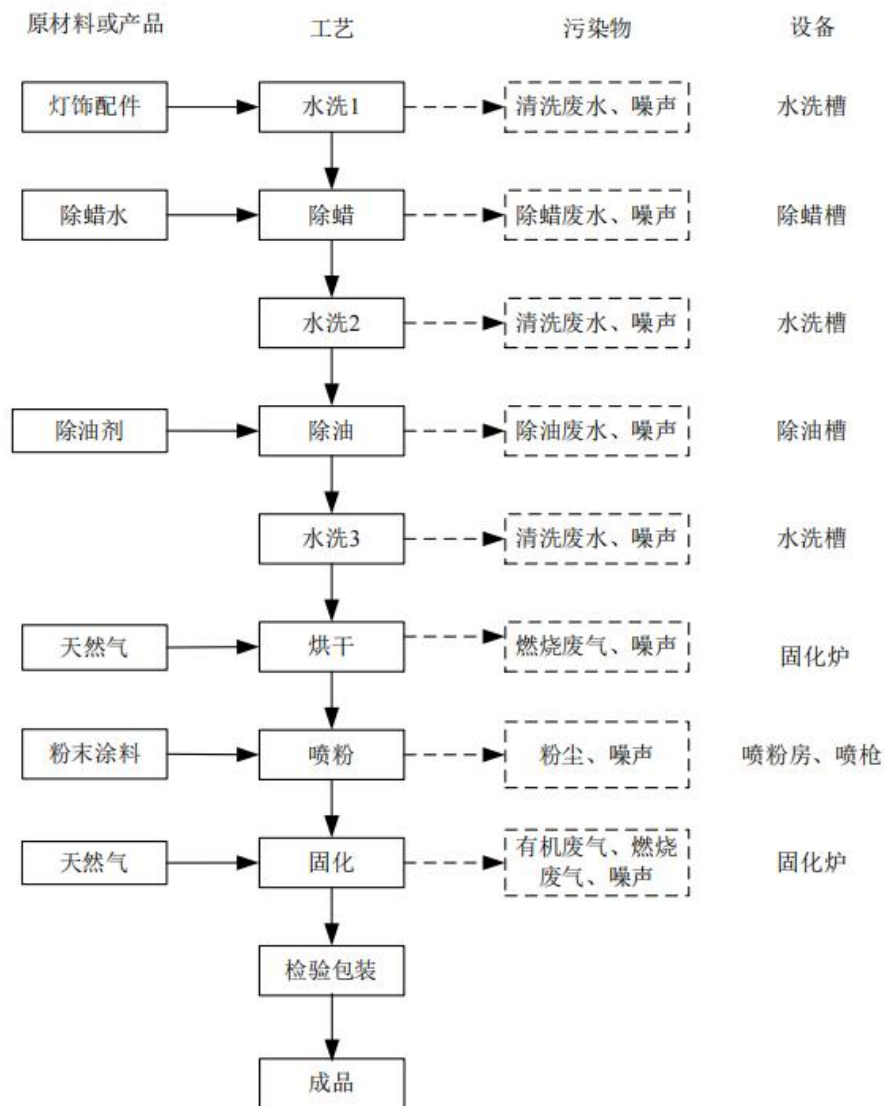 原材料或产品 工艺 污染物 设备
灯饰配件 水洗1 清洗废水、噪声 水洗槽
除蜡水 除蜡 除蜡废水、噪声 除蜡槽
水洗2 清洗废水、噪声 水洗槽
除油剂 除油 除油废水、噪声 除油槽
水洗3 清洗废水、噪声 水洗槽
天然气 烘干 燃烧废气、噪声 固化炉
粉末涂料 喷粉 粉尘、噪声 喷粉房、喷枪
天然气 固化 有机废气、燃烧
废气、噪声 固化炉
检验包装
成品